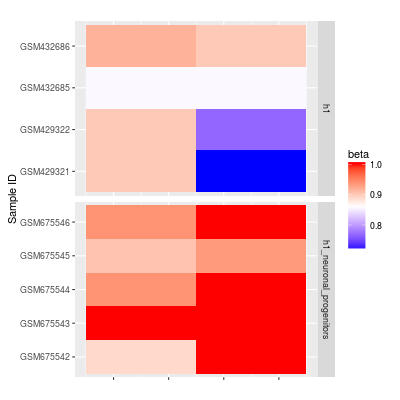 Sample ID
GSM432686
GSM432685
GSM429322
GSM429321
h1
GSM675546
GSM675545
GSM675544
GSM675543
GSM675542
h1_neuronal_progenitors
beta
1.0
0.9
0.8